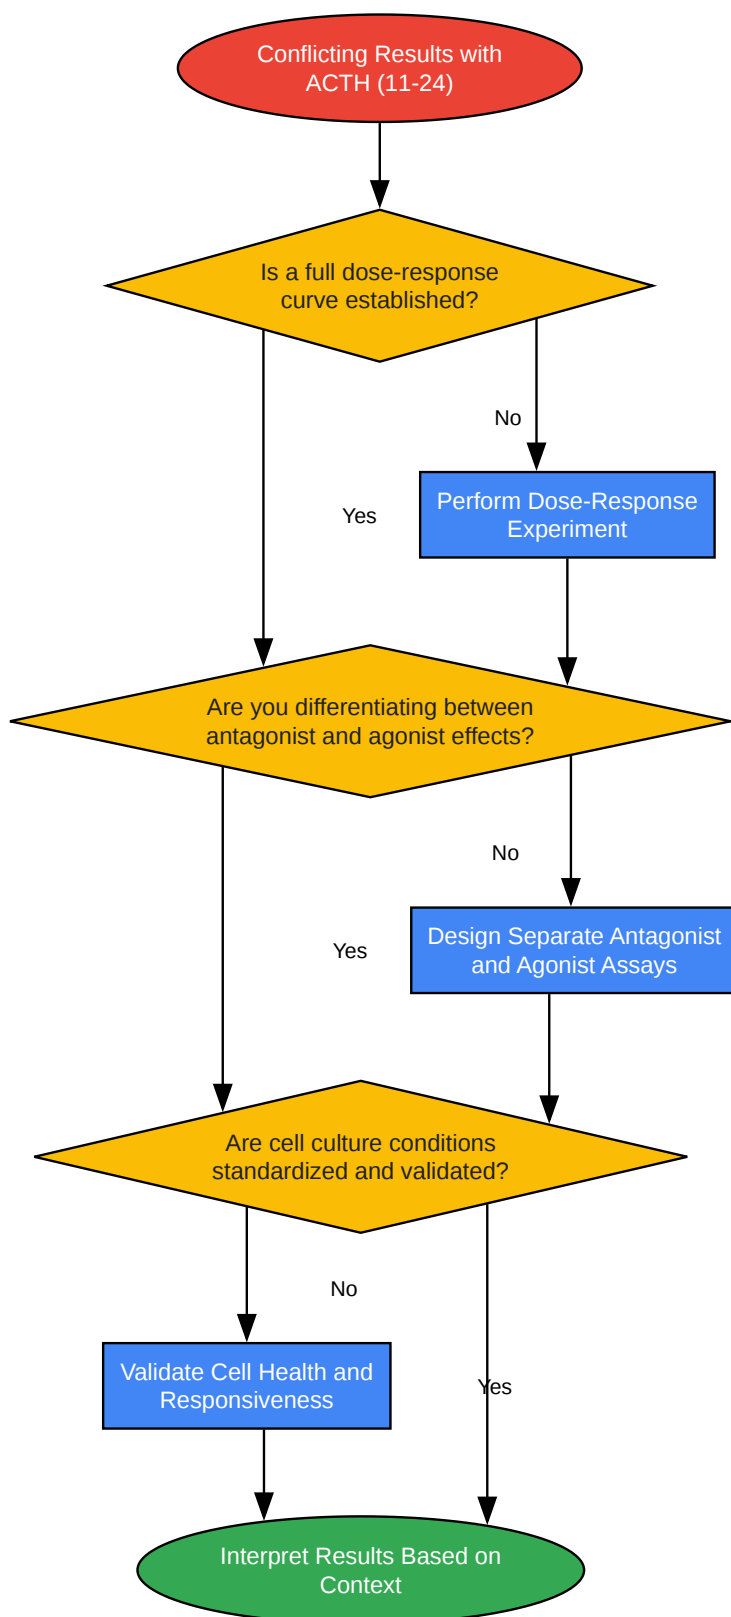 Conflicting Results with
ACTH (11-24)
Is a full dose-response
curve established?
No
Yes
Perform Dose-Response
Experiment
Are you differentiating between
antagonist and agonist effects?
No
Yes
Design Separate Antagonist
and Agonist Assays
Are cell culture conditions
standardized and validated?
No
Validate Cell Health and
Responsiveness
Yes
Interpret Results Based on
Context